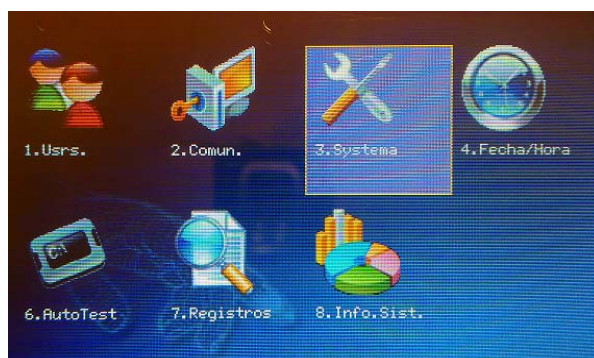 1.Usrs.
2.Comun.
3.Systema
4.Fecha/Hora
C:\
6.AutoTest
7.Registros
8.Info.Sist.